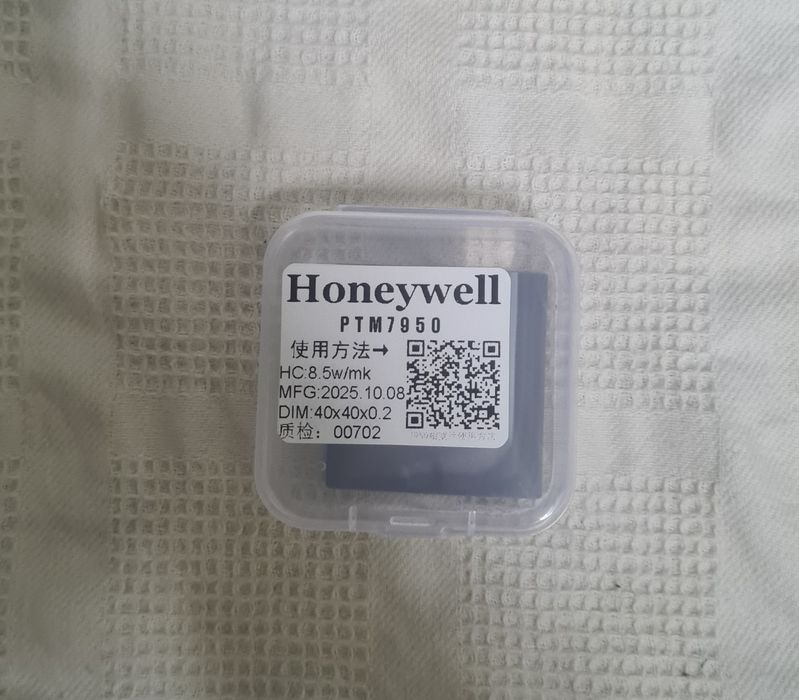 Honeywell
PTM7950
使用方法→
HC:8.5w/mk
MFG:2025.10.08
DIM:40x40x0.2
质检：00702